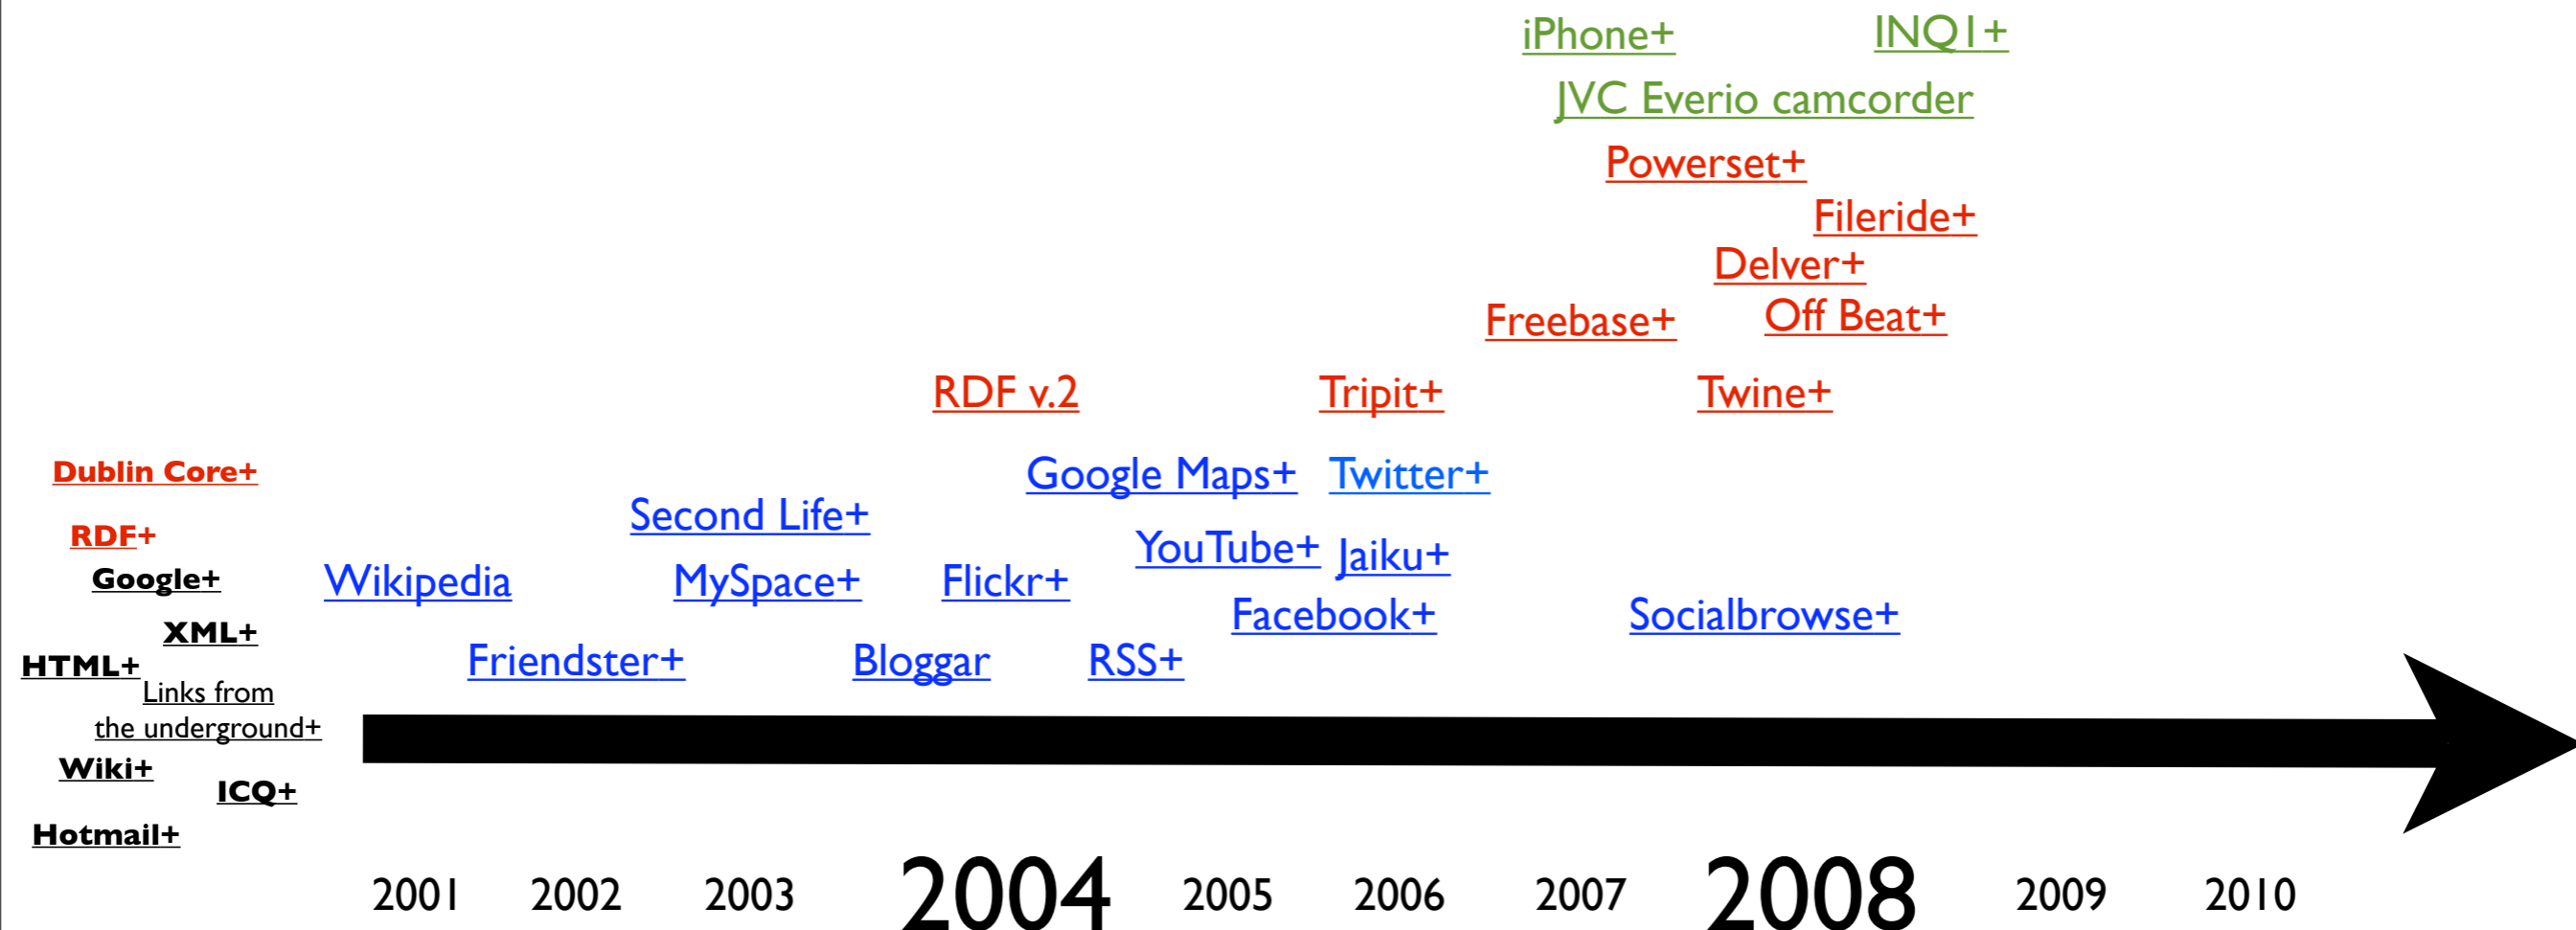 iPhone+ INQ1+
JVC Everio camcorder
Powerset+
Fileride+
Delver+
Freebase+ Off Beat+
RDF v.2 Tripit+ Twine+
Dublin Core+ Google Maps+ Twitter+
Second Life+
RDF+ YouTube+ Jaiku+
Google+ Wikipedia MySpace+ Flickr+
Facebook+ Socialbrowse+
XML+
HTML+ Friendster+ Bloggar RSS+
Links from
the underground+
Wiki+
ICQ+
Hotmail+
2001 2002 2003 2004 2005 2006 2007 2008 2009 2010